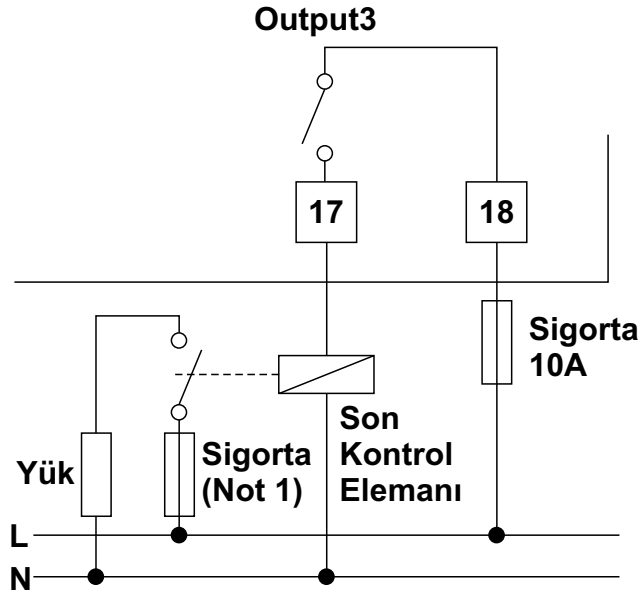 Output3
17
18
Sigorta
10A
Son
Kontrol
Elemanı
Yük
Sigorta
(Not 1)
L
N